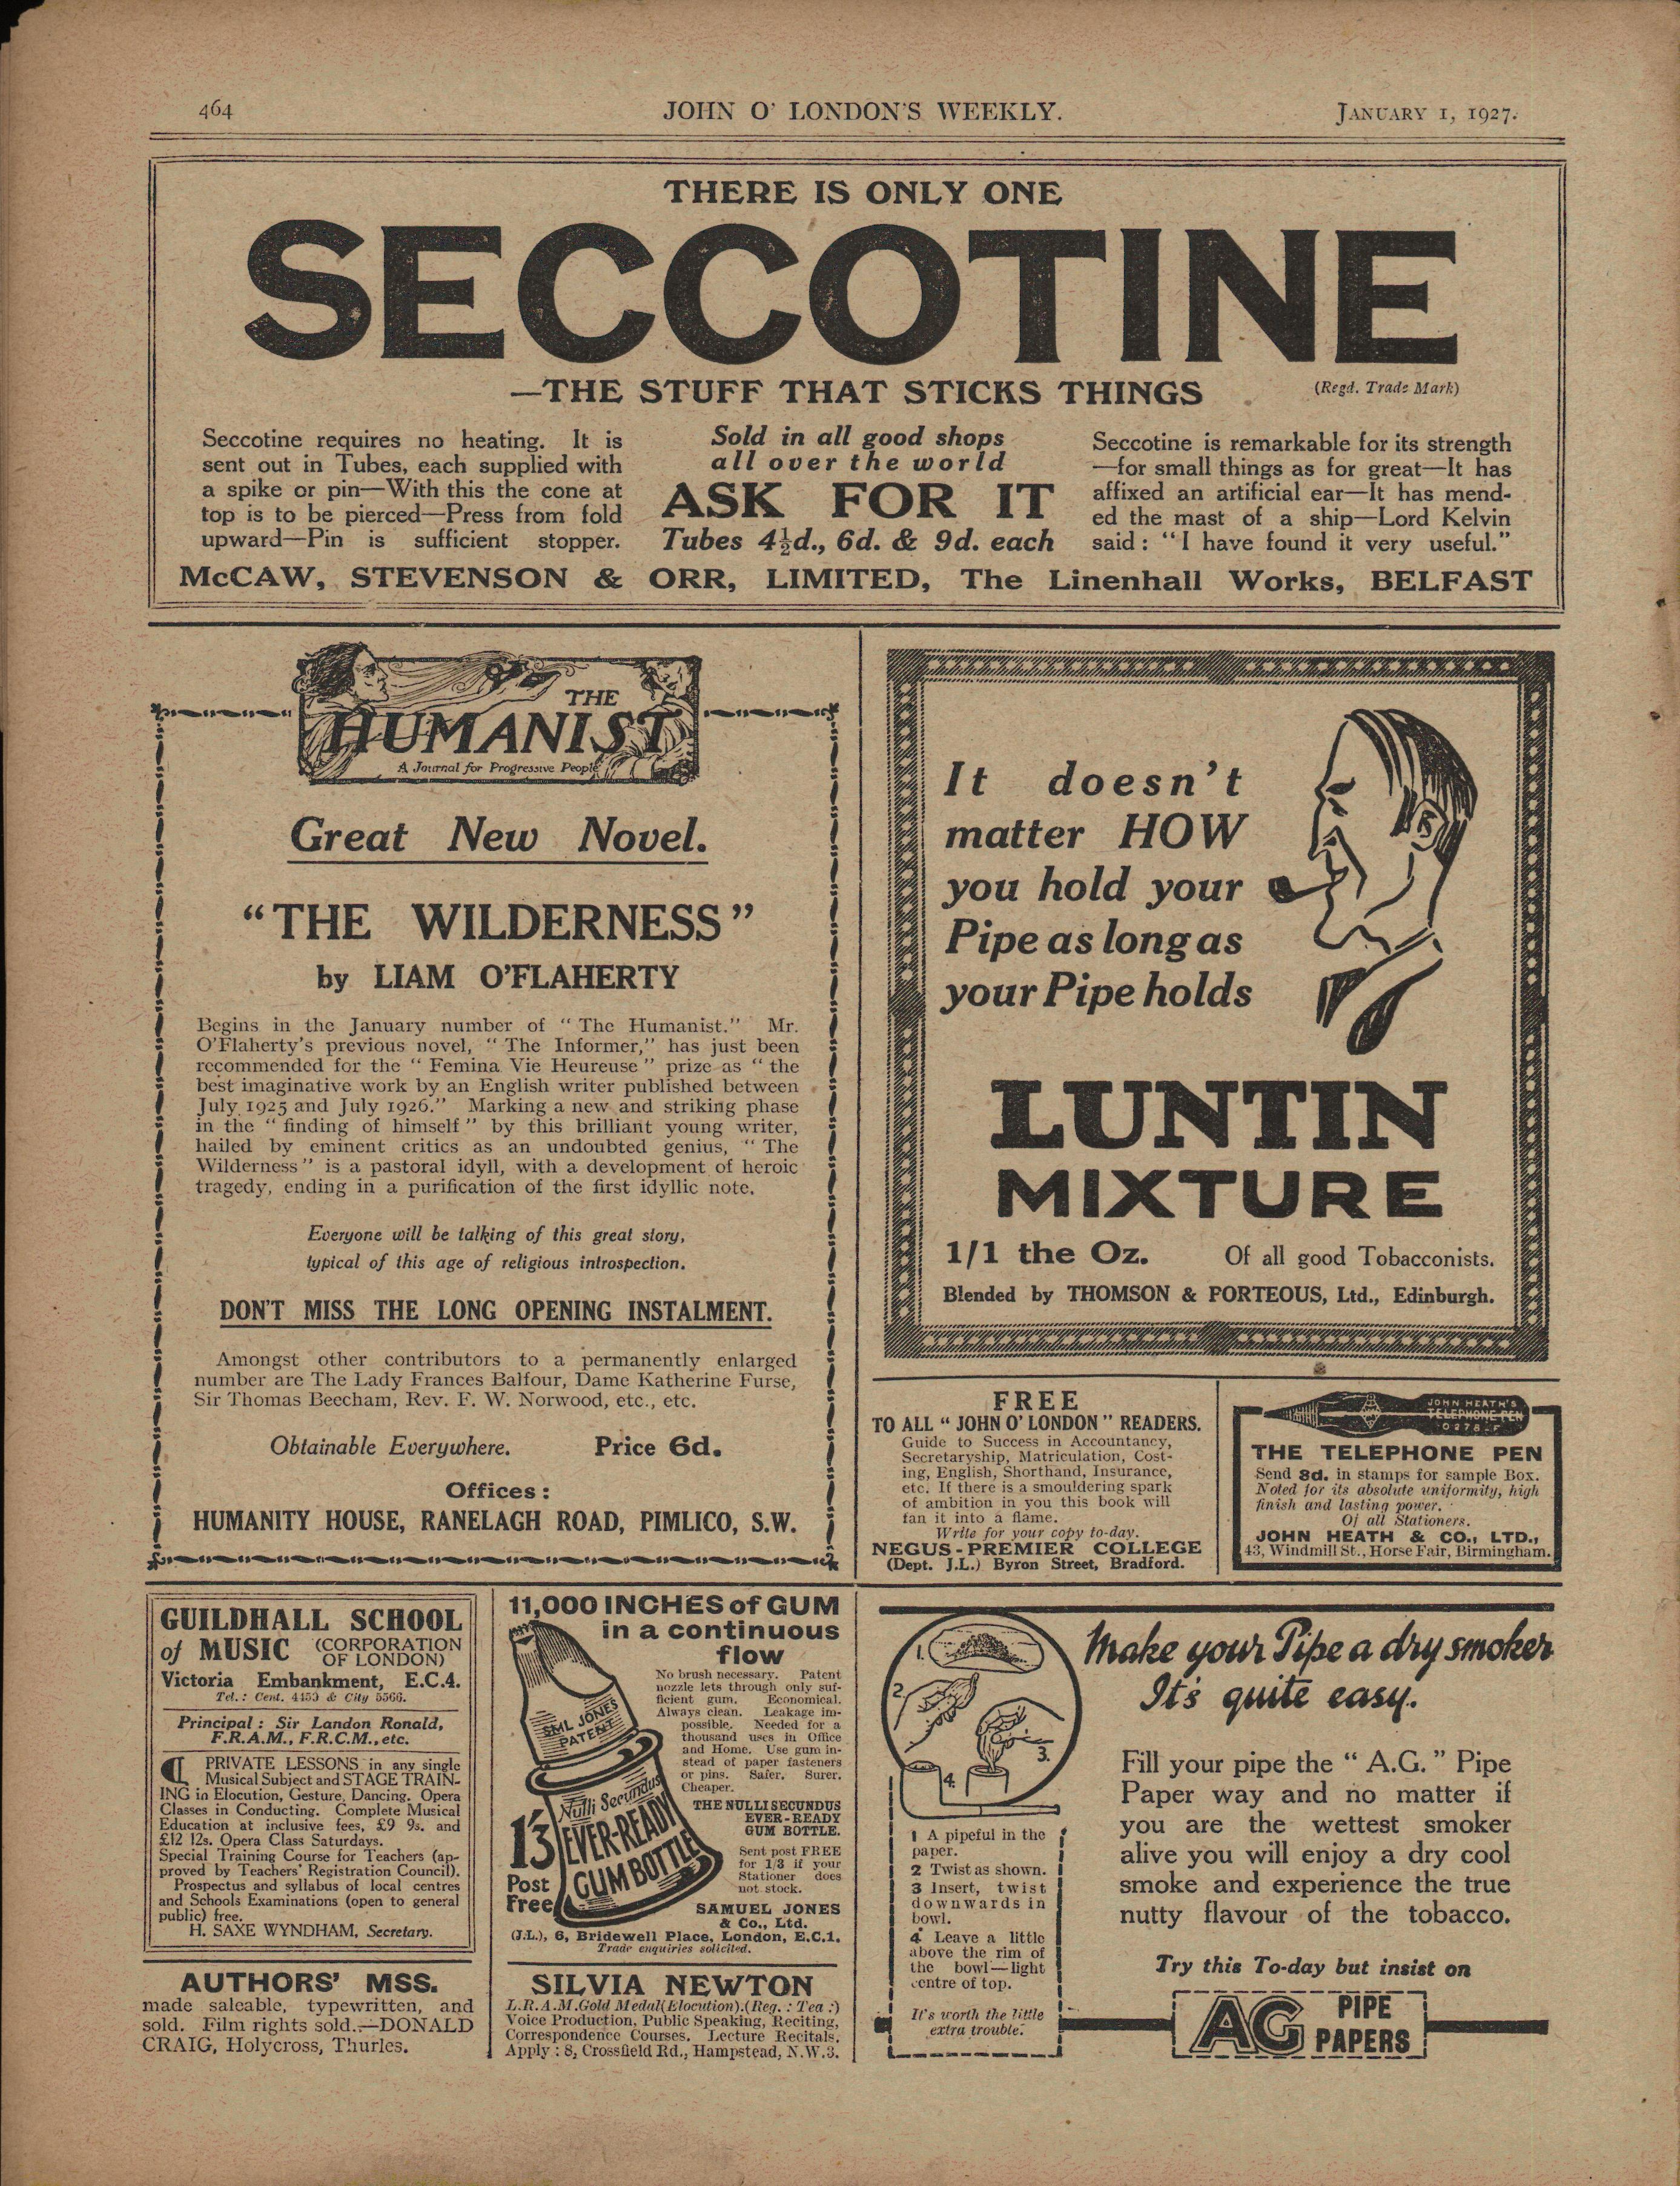 464
JOHN O' LONDON'S WEEKLY.
JANUARY 1, 1927.
THERE IS ONLY ONE
SECCOTINE
—THE STUFF THAT STICKS THINGS
(Regd. Trade Mark)
Seccotine requires no heating. It is
sent out in Tubes, each supplied with
a spike or pin—With this the cone at
top is to be pierced—Press from fold
upward—Pin is sufficient stopper.
Sold in all good shops
all over the world
ASK FOR IT
Tubes 4½d., 6d. & 9d. each
Seccotine is remarkable for its strength
—for small things as for great—It has
affixed an artificial ear—It has mend-
ed the mast of a ship—Lord Kelvin
said: "I have found it very useful."
McCAW, STEVENSON & ORR, LIMITED, The Linenhall Works, BELFAST
THE
HUMANIST
A Journal for Progressive People
Great New Novel.
"THE WILDERNESS"
by LIAM O'FLAHERTY
Begins in the January number of "The Humanist." Mr.
O'Flaherty's previous novel, "The Informer," has just been
recommended for the "Femina Vie Heureuse" prize as "the
best imaginative work by an English writer published between
July 1925 and July 1926." Marking a new and striking phase
in the "finding of himself" by this brilliant young writer,
hailed by eminent critics as an undoubted genius, "The
Wilderness" is a pastoral idyll, with a development of heroic
tragedy, ending in a purification of the first idyllic note.
Everyone will be talking of this great story,
typical of this age of religious introspection.
DON'T MISS THE LONG OPENING INSTALMENT.
Amongst other contributors to a permanently enlarged
number are The Lady Frances Balfour, Dame Katherine Furse,
Sir Thomas Beecham, Rev. F. W. Norwood, etc., etc.
Obtainable Everywhere. Price 6d.
Offices:
HUMANITY HOUSE, RANELAGH ROAD, PIMLICO, S.W.
It doesn't
matter HOW
you hold your
Pipe as long as
your Pipe holds
LUNTIN
MIXTURE
1/1 the Oz. Of all good Tobacconists.
Blended by THOMSON & PORTEOUS, Ltd., Edinburgh.
FREE
TO ALL "JOHN O' LONDON" READERS.
Guide to Success in Accountancy,
Secretaryship, Matriculation, Cost-
ing, English, Shorthand, Insurance,
etc. If there is a smouldering spark
of ambition in you this book will
fan it into a flame.
Write for your copy to-day.
NEGUS-PREMIER COLLEGE
(Dept. J.L.) Byron Street, Bradford.
JOHN HEATH'S
TELEPHONE PEN
0278-F
THE TELEPHONE PEN
Send 8d. in stamps for sample Box.
Noted for its absolute uniformity, high
finish and lasting power.
Of all Stationers.
JOHN HEATH & CO., LTD.,
43, Windmill St., Horse Fair, Birmingham.
GUILDHALL SCHOOL
of MUSIC (CORPORATION
OF LONDON)
Victoria Embankment, E.C.4.
Tel.: Cent. 4459 & City 5566.
Principal: Sir Landon Ronald,
F.R.A.M., F.R.C.M., etc.
PRIVATE LESSONS in any single
Musical Subject and STAGE TRAIN-
ING in Elocution, Gesture, Dancing. Opera
Classes in Conducting. Complete Musical
Education at inclusive fees, £9 9s. and
£12 12s. Opera Class Saturdays.
Special Training Course for Teachers (ap-
proved by Teachers' Registration Council).
Prospectus and syllabus of local centres
and Schools Examinations (open to general
public) free.
H. SAXE WYNDHAM, Secretary.
AUTHORS' MSS.
made saleable, typewritten, and
sold. Film rights sold.—DONALD
CRAIG, Holycross, Thurles.
11,000 INCHES of GUM
in a continuous
flow
No brush necessary. Patent
nozzle lets through only suf-
ficient gum. Economical.
Always clean. Leakage im-
possible. Needed for a
thousand uses in Office
and Home. Use gum in-
stead of paper fasteners
or pins. Safer. Surer.
Cheaper.
THE NULLI SECUNDUS
EVER-READY
GUM BOTTLE.
Sent post FREE
for 1/3 if your
Stationer does
not stock.
SML JONES
PATENT
Nulli Secundus
EVER-READY
GUM BOTTLE
1/3
Post
Free
SAMUEL JONES
& Co., Ltd.
(J.L.), 6, Bridewell Place, London, E.C.1.
Trade enquiries solicited.
SILVIA NEWTON
L.R.A.M. Gold Medal (Elocution). (Reg.: Tea:)
Voice Production, Public Speaking, Reciting,
Correspondence Courses. Lecture Recitals.
Apply: 8, Crossfield Rd., Hampstead, N.W.3.
1.
2
3.
4.
1 A pipeful in the
paper.
2 Twist as shown.
3 Insert, twist
downwards in
bowl.
4 Leave a little
above the rim of
the bowl—light
centre of top.
It's worth the little
extra trouble.
Make your Pipe a dry smoker
It's quite easy.
Fill your pipe the "A.G." Pipe
Paper way and no matter if
you are the wettest smoker
alive you will enjoy a dry cool
smoke and experience the true
nutty flavour of the tobacco.
Try this To-day but insist on
AG PIPE
PAPERS